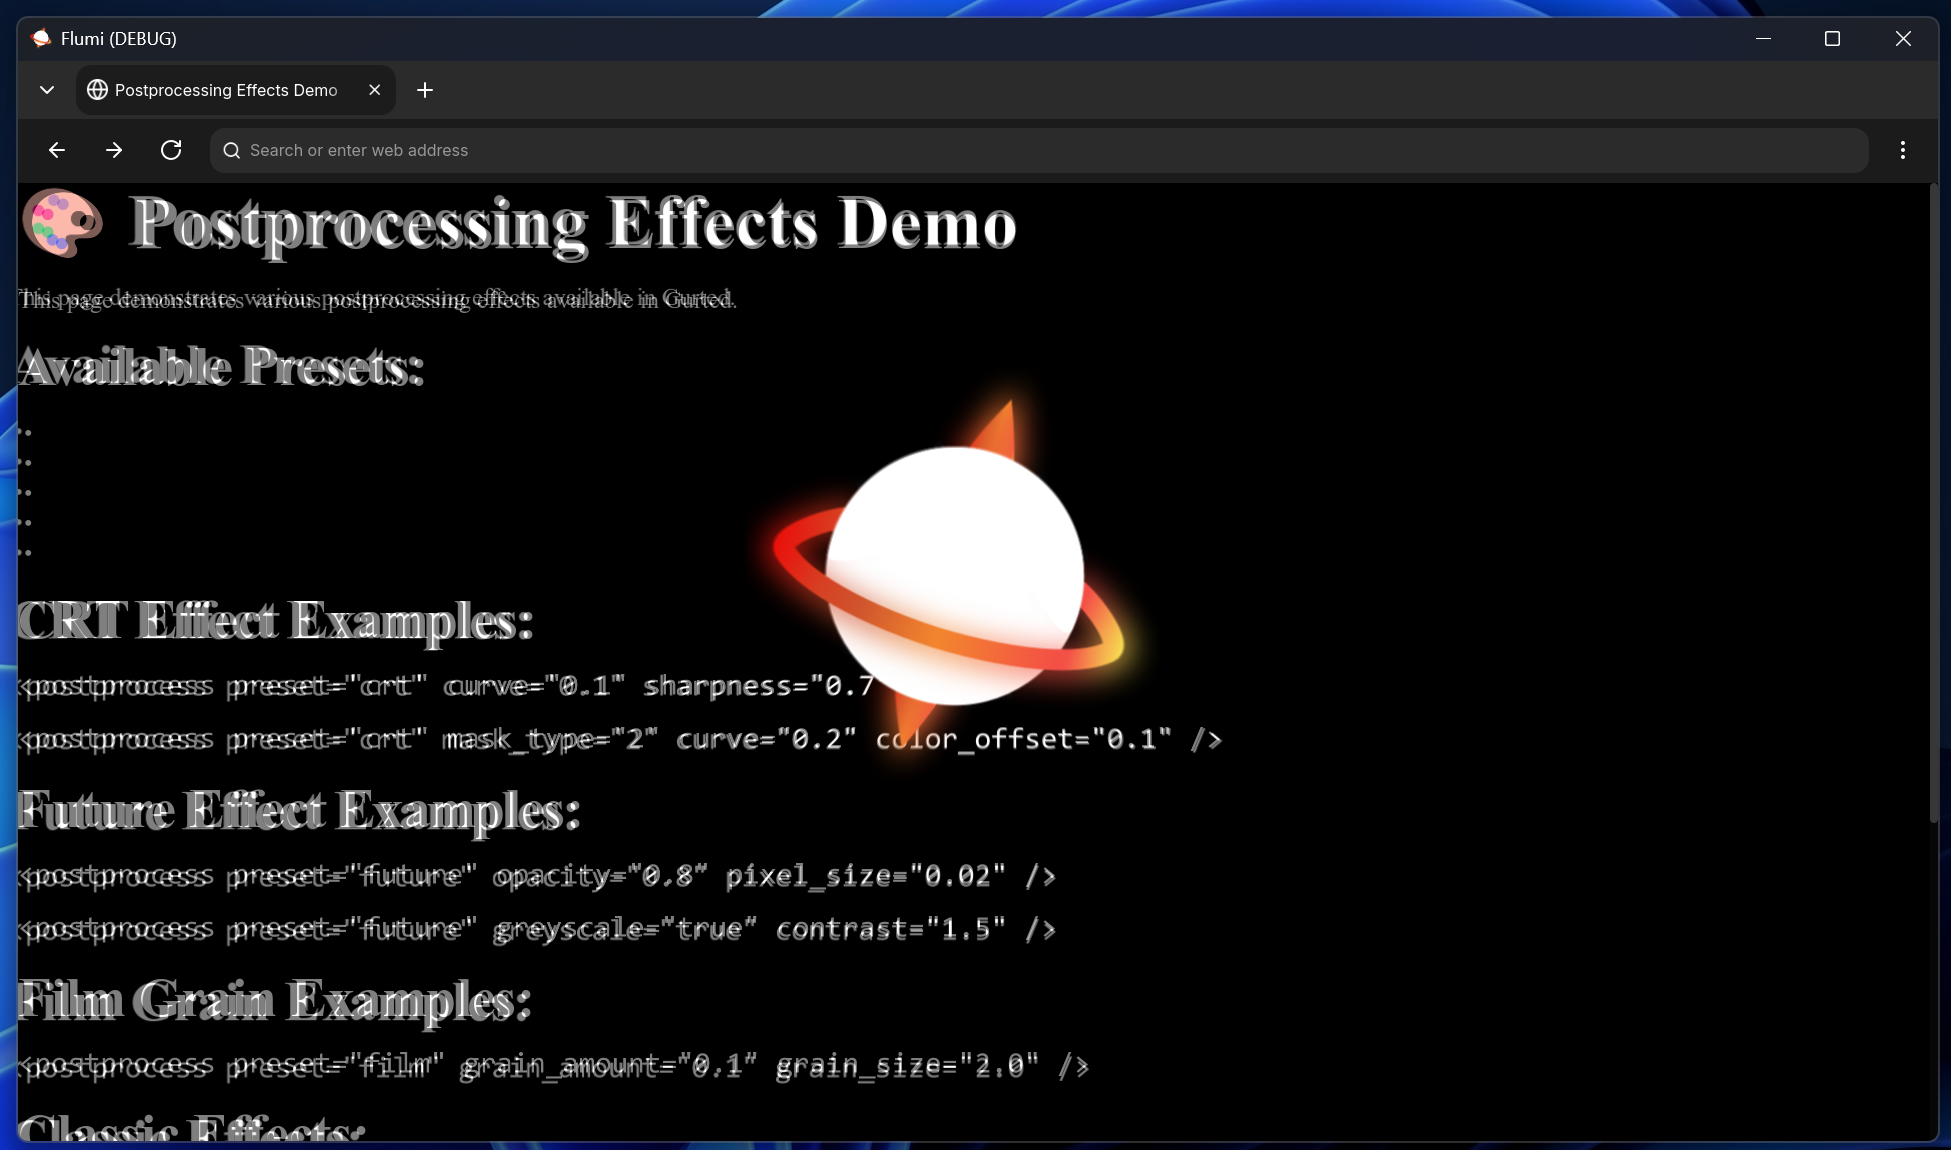 Flumi (DEBUG)
Postprocessing Effects Demo
Search or enter web address
Postprocessing Effects Demo
This page demonstrates various postprocessing effects available in Gurted.
Available Presets:
CRT Effect Examples:
<postprocess preset="crt" curve="0.1" sharpness="0.7
<postprocess preset="crt" mask_type="2" curve="0.2" color_offset="0.1" />
Future Effect Examples:
<postprocess preset="future" opacity="0.8" pixel_size="0.02" />
<postprocess preset="future" greyscale="true" contrast="1.5" />
Film Grain Examples:
<postprocess preset="film" grain_amount="0.1" grain_size="2.0" />
Classic Effects: